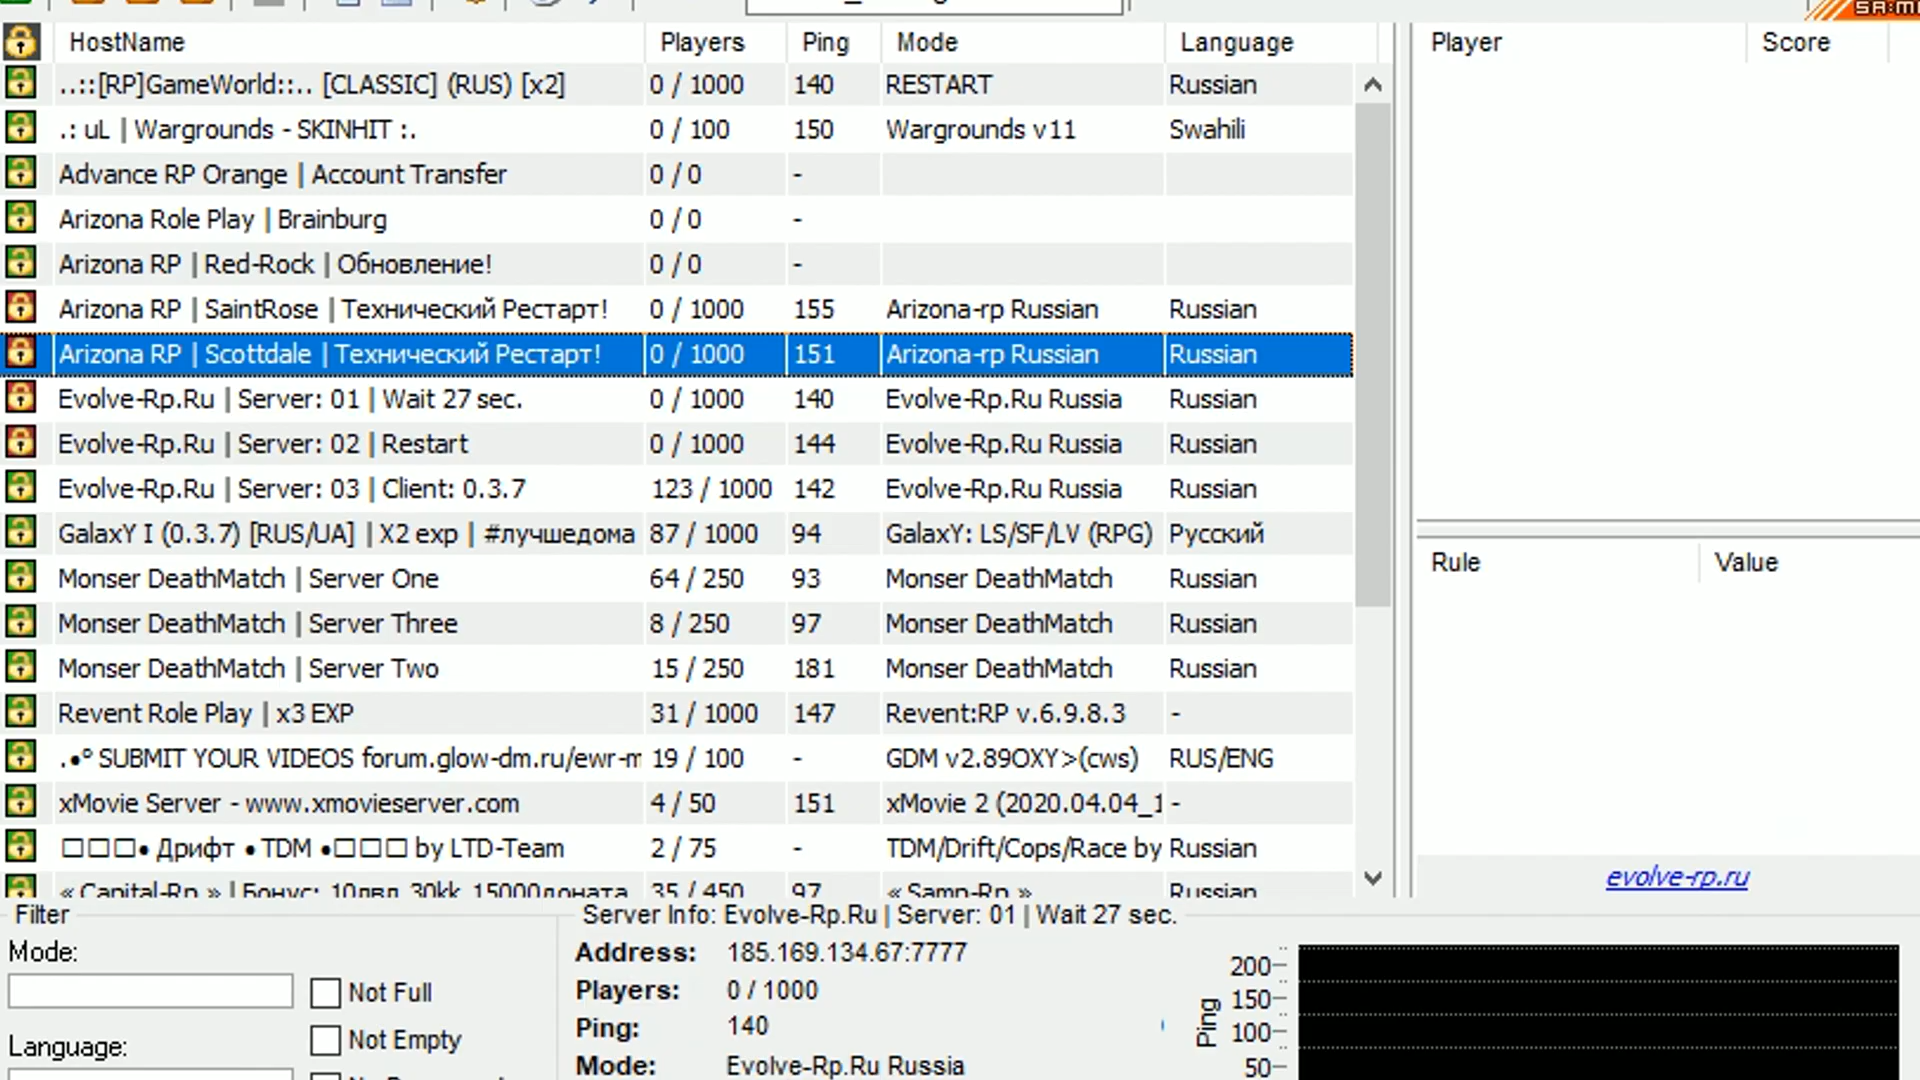 HostName Players Ping Mode Language Player Score
..::[RP]GameWorld::.. [CLASSIC] (RUS) [x2] 0 / 1000 140 RESTART Russian
.: uL | Wargrounds - SKINHIT :. 0 / 100 150 Wargrounds v11 Swahili
Advance RP Orange | Account Transfer 0 / 0 -
Arizona Role Play | Brainburg 0 / 0 -
Arizona RP | Red-Rock | Обновление! 0 / 0 -
Arizona RP | SaintRose | Технический Рестарт! 0 / 1000 155 Arizona-rp Russian Russian
Arizona RP | Scottdale | Технический Рестарт! 0 / 1000 151 Arizona-rp Russian Russian
Evolve-Rp.Ru | Server: 01 | Wait 27 sec. 0 / 1000 140 Evolve-Rp.Ru Russia Russian
Evolve-Rp.Ru | Server: 02 | Restart 0 / 1000 144 Evolve-Rp.Ru Russia Russian
Evolve-Rp.Ru | Server: 03 | Client: 0.3.7 123 / 1000 142 Evolve-Rp.Ru Russia Russian
GalaxY I (0.3.7) [RUS/UA] | X2 exp | #лучшедома 87 / 1000 94 GalaxY: LS/SF/LV (RPG) Русский
Monser DeathMatch | Server One 64 / 250 93 Monser DeathMatch Russian
Rule Value
Monser DeathMatch | Server Three 8 / 250 97 Monser DeathMatch Russian
Monser DeathMatch | Server Two 15 / 250 181 Monser DeathMatch Russian
Revent Role Play | x3 EXP 31 / 1000 147 Revent:RP v.6.9.8.3 -
.•° SUBMIT YOUR VIDEOS forum.glow-dm.ru/ewr-m 19 / 100 - GDM v2.89OXY>(cws) RUS/ENG
xMovie Server - www.xmovieserver.com 4 / 50 151 xMovie 2 (2020.04.04_1 -
□□□• Дрифт • TDM •□□□ by LTD-Team 2 / 75 - TDM/Drift/Cops/Race by Russian
« Capital-Rp » | Бонус: 10лвл, 30kk, 15000доната 35 / 450 97 « Samp-Rp » Russian
evolve-rp.ru
Filter
Server Info: Evolve-Rp.Ru | Server: 01 | Wait 27 sec.
Mode:
Address: 185.169.134.67:7777
Not Full
Players: 0 / 1000
Ping: 140
Language:
Not Empty
Mode: Evolve-Rp.Ru Russia
Ping
200
150
100
50